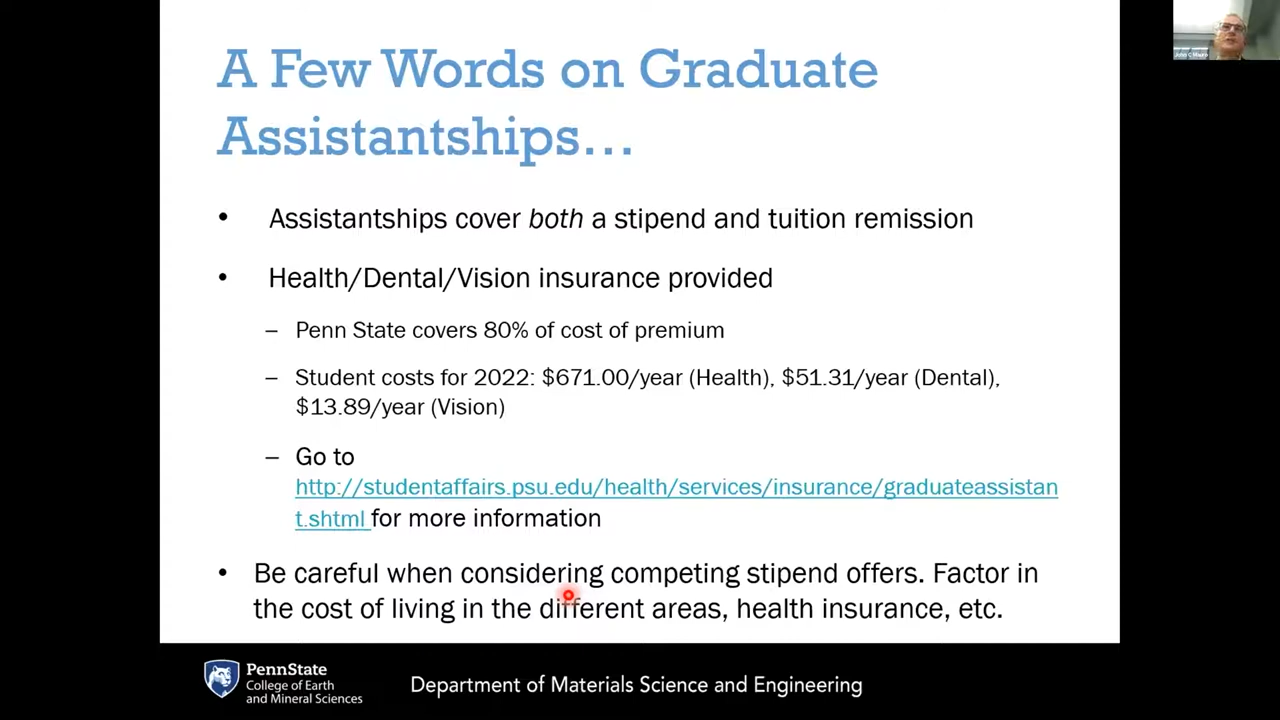 A Few Words on Graduate
Assistantships...
• Assistantships cover both a stipend and tuition remission
• Health/Dental/Vision insurance provided
– Penn State covers 80% of cost of premium
– Student costs for 2022: $671.00/year (Health), $51.31/year (Dental),
$13.89/year (Vision)
– Go to
http://studentaffairs.psu.edu/health/services/insurance/graduateassistan
t.shtml for more information
• Be careful when considering competing stipend offers. Factor in
the cost of living in the different areas, health insurance, etc.
PennState
College of Earth
and Mineral Sciences
Department of Materials Science and Engineering